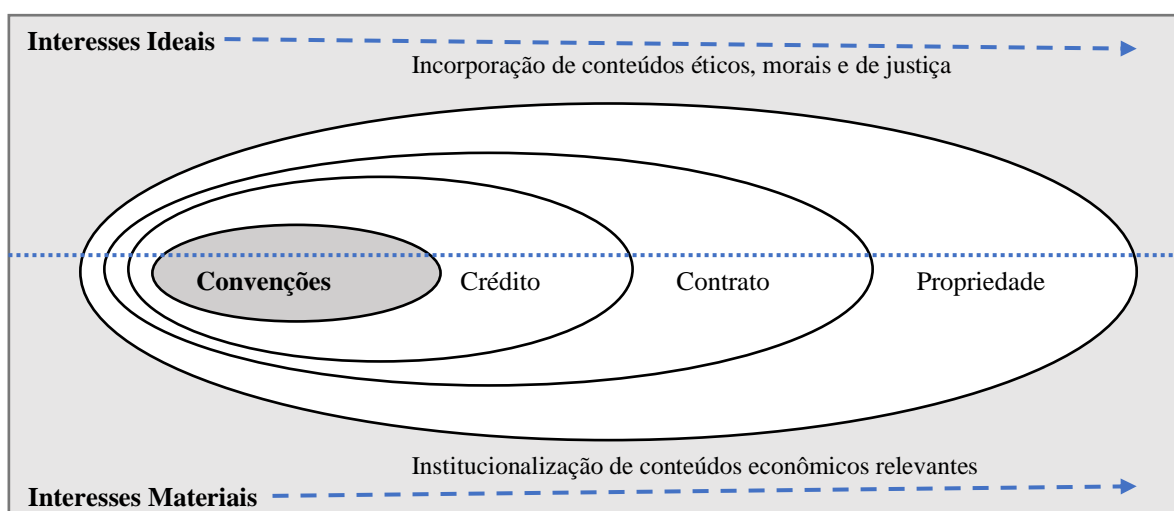 Interesses Ideais
Incorporação de conteúdos éticos, morais e de justiça
Convenções
Crédito
Contrato
Propriedade
Institucionalização de conteúdos econômicos relevantes
Interesses Materiais